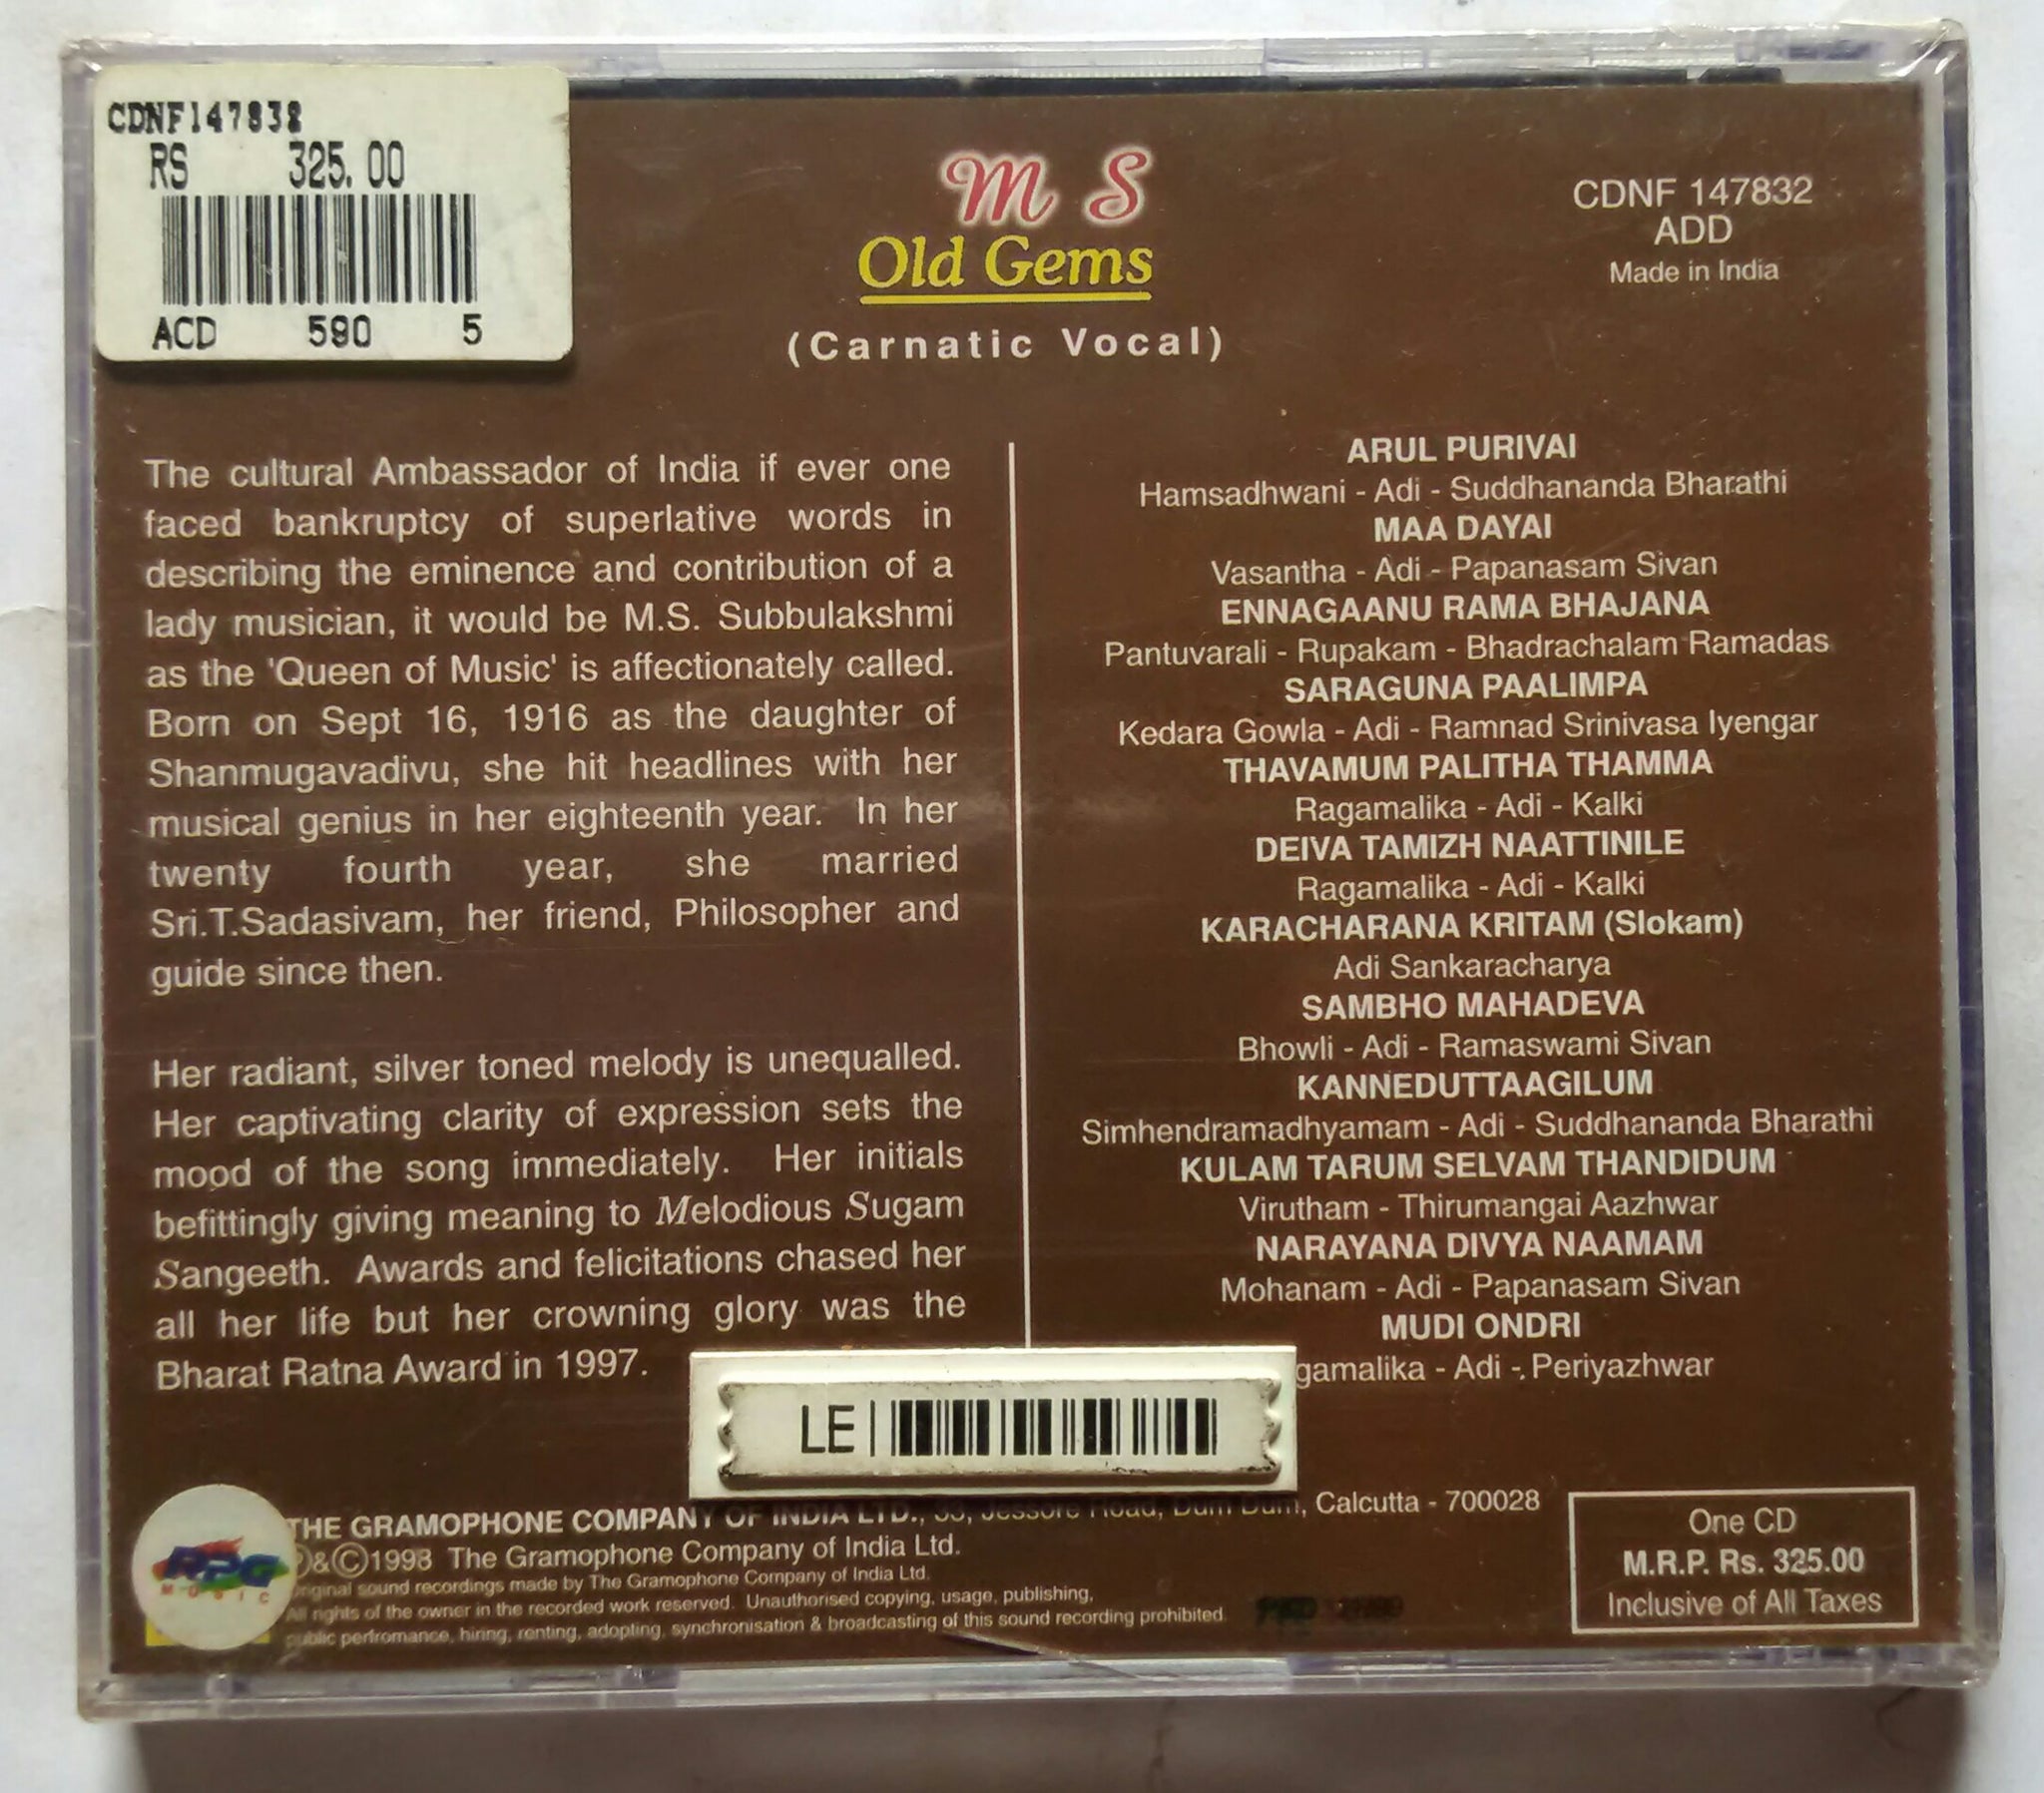 CDNF147832
RS 325.00
ACD 590 5
M S
Old Gems
(Carnatic Vocal)
CDNF 147832
ADD
Made in India
The cultural Ambassador of India if ever one
faced bankruptcy of superlative words in
describing the eminence and contribution of a
lady musician, it would be M.S. Subbulakshmi
as the 'Queen of Music' is affectionately called.
Born on Sept 16, 1916 as the daughter of
Shanmugavadivu, she hit headlines with her
musical genius in her eighteenth year. In her
twenty fourth year, she married
Sri.T.Sadasivam, her friend, Philosopher and
guide since then.
Her radiant, silver toned melody is unequalled.
Her captivating clarity of expression sets the
mood of the song immediately. Her initials
befittingly giving meaning to Melodious Sugam
Sangeeth. Awards and felicitations chased her
all her life but her crowning glory was the
Bharat Ratna Award in 1997.
ARUL PURIVAI
Hamsadhwani - Adi - Suddhananda Bharathi
MAA DAYAI
Vasantha - Adi - Papanasam Sivan
ENNAGAANU RAMA BHAJANA
Pantuvarali - Rupakam - Bhadrachalam Ramadas
SARAGUNA PAALIMPA
Kedara Gowla - Adi - Ramnad Srinivasa Iyengar
THAVAMUM PALITHA THAMMA
Ragamalika - Adi - Kalki
DEIVA TAMIZH NAATTINILE
Ragamalika - Adi - Kalki
KARACHARANA KRITAM (Slokam)
Adi Sankaracharya
SAMBHO MAHADEVA
Bhowli - Adi - Ramaswami Sivan
KANNEDUTTAAGILUM
Simhendramadhyamam - Adi - Suddhananda Bharathi
KULAM TARUM SELVAM THANDIDUM
Virutham - Thirumangai Aazhwar
NARAYANA DIVYA NAAMAM
Mohanam - Adi - Papanasam Sivan
MUDI ONDRI
gamalika - Adi - Periyazhwar
LE
THE GRAMOPHONE COMPANY OF INDIA LTD., 33, Jessore Road, Dum Dum, Calcutta - 700028
&©1998 The Gramophone Company of India Ltd.
Original sound recordings made by The Gramophone Company of India Ltd.
All rights of the owner in the recorded work reserved. Unauthorised copying, usage, publishing,
public perfromance, hiring, renting, adopting, synchronisation & broadcasting of this sound recording prohibited.
RPG
MUSIC
One CD
M.R.P. Rs. 325.00
Inclusive of All Taxes